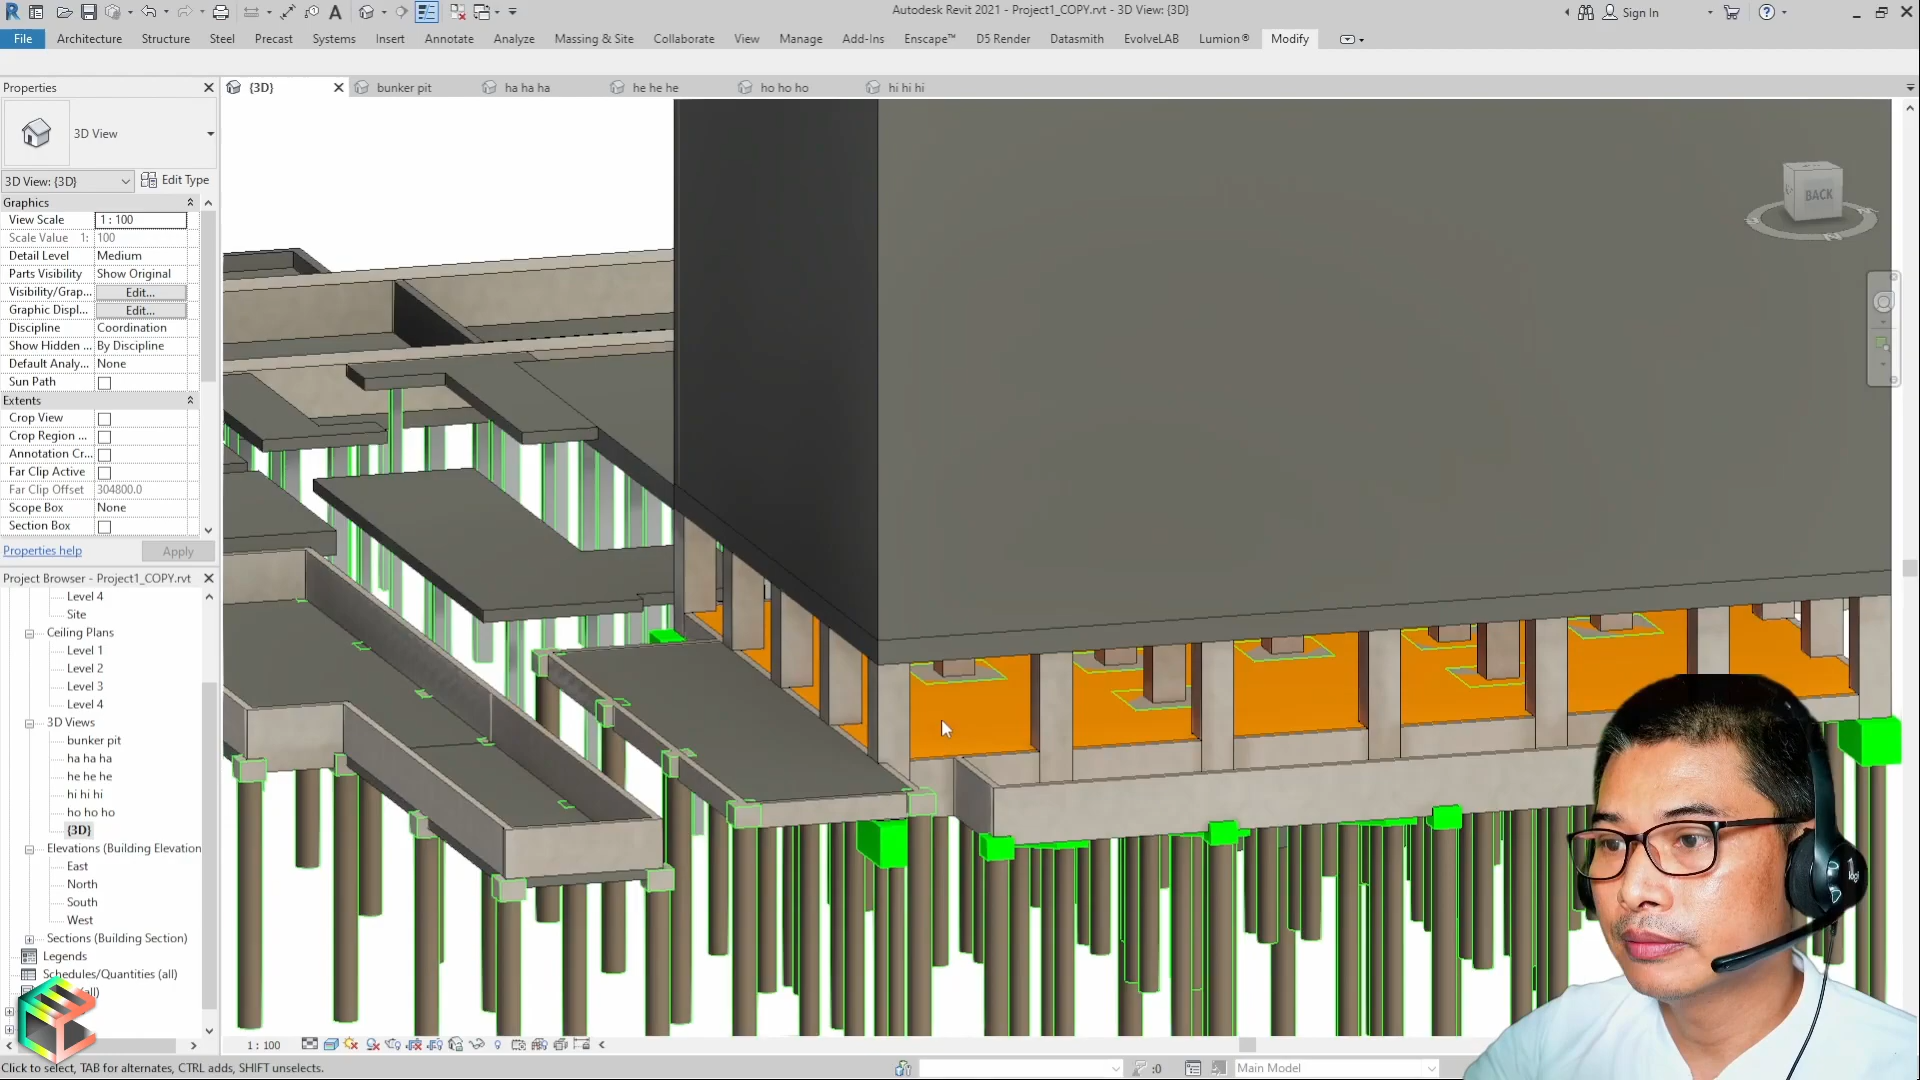 Autodesk Revit 2021 - Project1_COPY.rvt - 3D View: {3D}
Sign In
File Architecture Structure Steel Precast Systems Insert Annotate Analyze Massing & Site Collaborate View Manage Add-Ins Enscape™ D5 Render Datasmith EvolveLAB Lumion® Modify
Properties
{3D} bunker pit ha ha ha he he he ho ho ho hi hi hi
3D View
3D View: {3D} Edit Type
Graphics
View Scale 1 : 100
Scale Value 1: 100
Detail Level Medium
Parts Visibility Show Original
Visibility/Grap... Edit...
Graphic Displ... Edit...
Discipline Coordination
Show Hidden ... By Discipline
Default Analy... None
Sun Path
Extents
Crop View
Crop Region ...
Annotation Cr...
Far Clip Active
Far Clip Offset 304800.0
Scope Box None
Section Box
Properties help Apply
Project Browser - Project1_COPY.rvt
Level 4
Site
Ceiling Plans
Level 1
Level 2
Level 3
Level 4
3D Views
bunker pit
ha ha ha
he he he
hi hi hi
ho ho ho
{3D}
Elevations (Building Elevation
East
North
South
West
Sections (Building Section)
Legends
Schedules/Quantities (all)
all)
BACK
1 : 100
Click to select, TAB for alternates, CTRL adds, SHIFT unselects.
:0
Main Model
logi